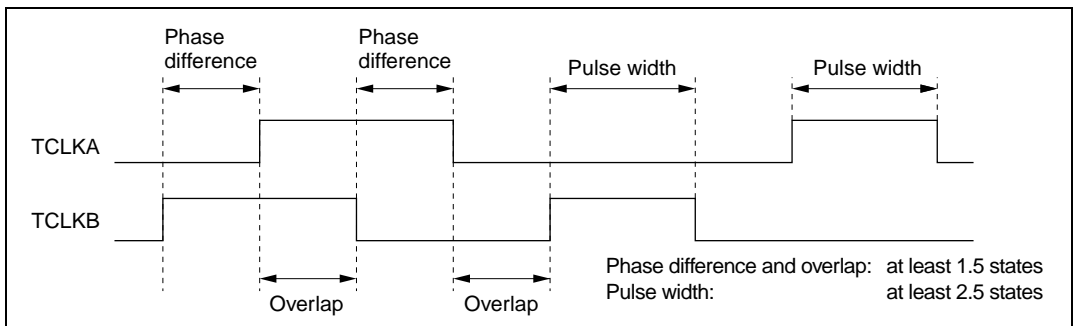 Phase
difference
Phase
difference
Pulse width
Pulse width
TCLKA
TCLKB
Overlap
Overlap
Phase difference and overlap: at least 1.5 states
Pulse width: at least 2.5 states